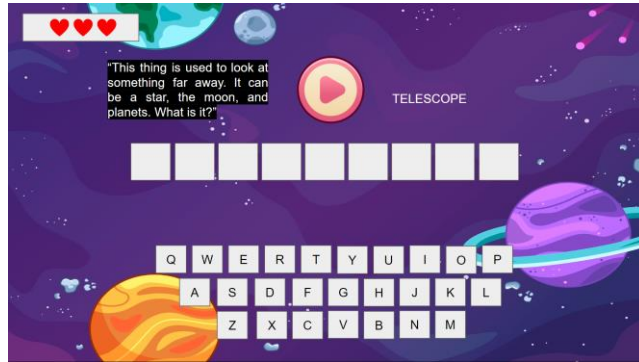 “This thing is used to look at
something far away. It can
be a star, the moon, and
planets. What is it?”
TELESCOPE
Q W E R T Y U I O P
A S D F G H J K L
Z X C V B N M